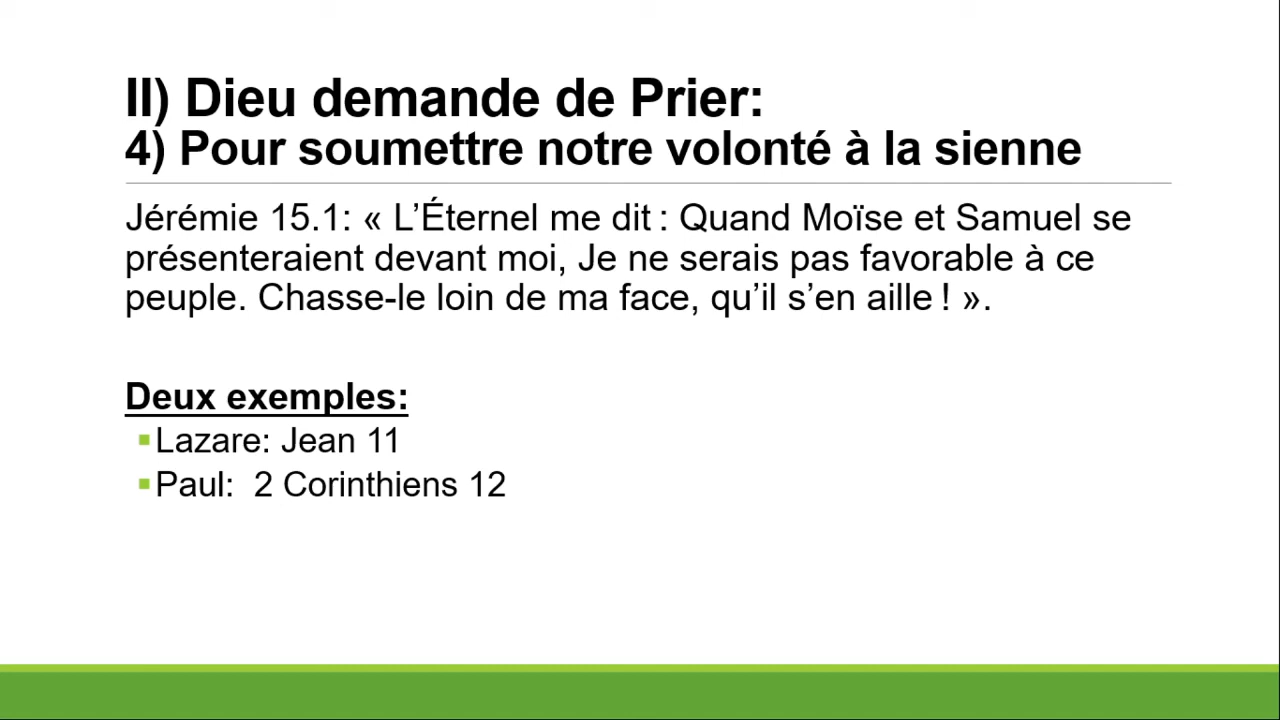 II) Dieu demande de Prier:
4) Pour soumettre notre volonté à la sienne
Jérémie 15.1: « L’Éternel me dit : Quand Moïse et Samuel se
présenteraient devant moi, Je ne serais pas favorable à ce
peuple. Chasse-le loin de ma face, qu’il s’en aille ! ».
Deux exemples:
▪Lazare: Jean 11
▪Paul:  2 Corinthiens 12